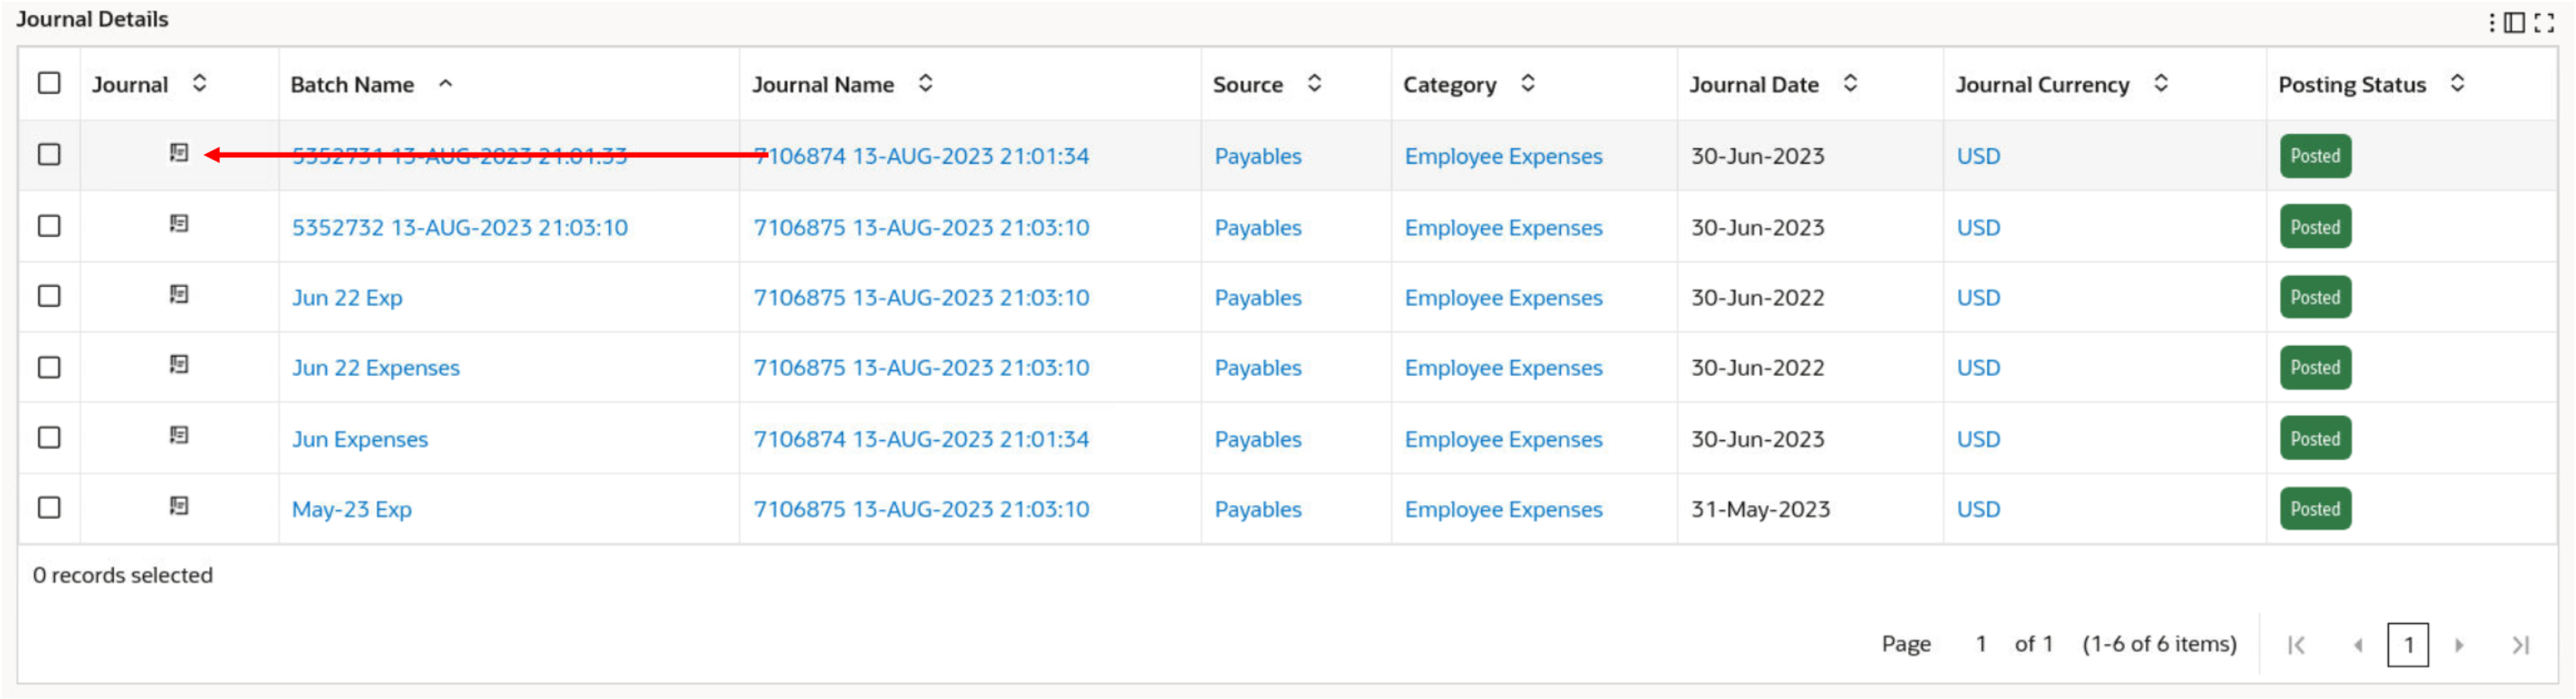 Journal Details
Journal Batch Name Journal Name Source Category Journal Date Journal Currency Posting Status
5352731 13-AUG-2023 21:01:33 7106874 13-AUG-2023 21:01:34 Payables Employee Expenses 30-Jun-2023 USD Posted
5352732 13-AUG-2023 21:03:10 7106875 13-AUG-2023 21:03:10 Payables Employee Expenses 30-Jun-2023 USD Posted
Jun 22 Exp 7106875 13-AUG-2023 21:03:10 Payables Employee Expenses 30-Jun-2022 USD Posted
Jun 22 Expenses 7106875 13-AUG-2023 21:03:10 Payables Employee Expenses 30-Jun-2022 USD Posted
Jun Expenses 7106874 13-AUG-2023 21:01:34 Payables Employee Expenses 30-Jun-2023 USD Posted
May-23 Exp 7106875 13-AUG-2023 21:03:10 Payables Employee Expenses 31-May-2023 USD Posted
0 records selected
Page 1 of 1 (1-6 of 6 items) 1